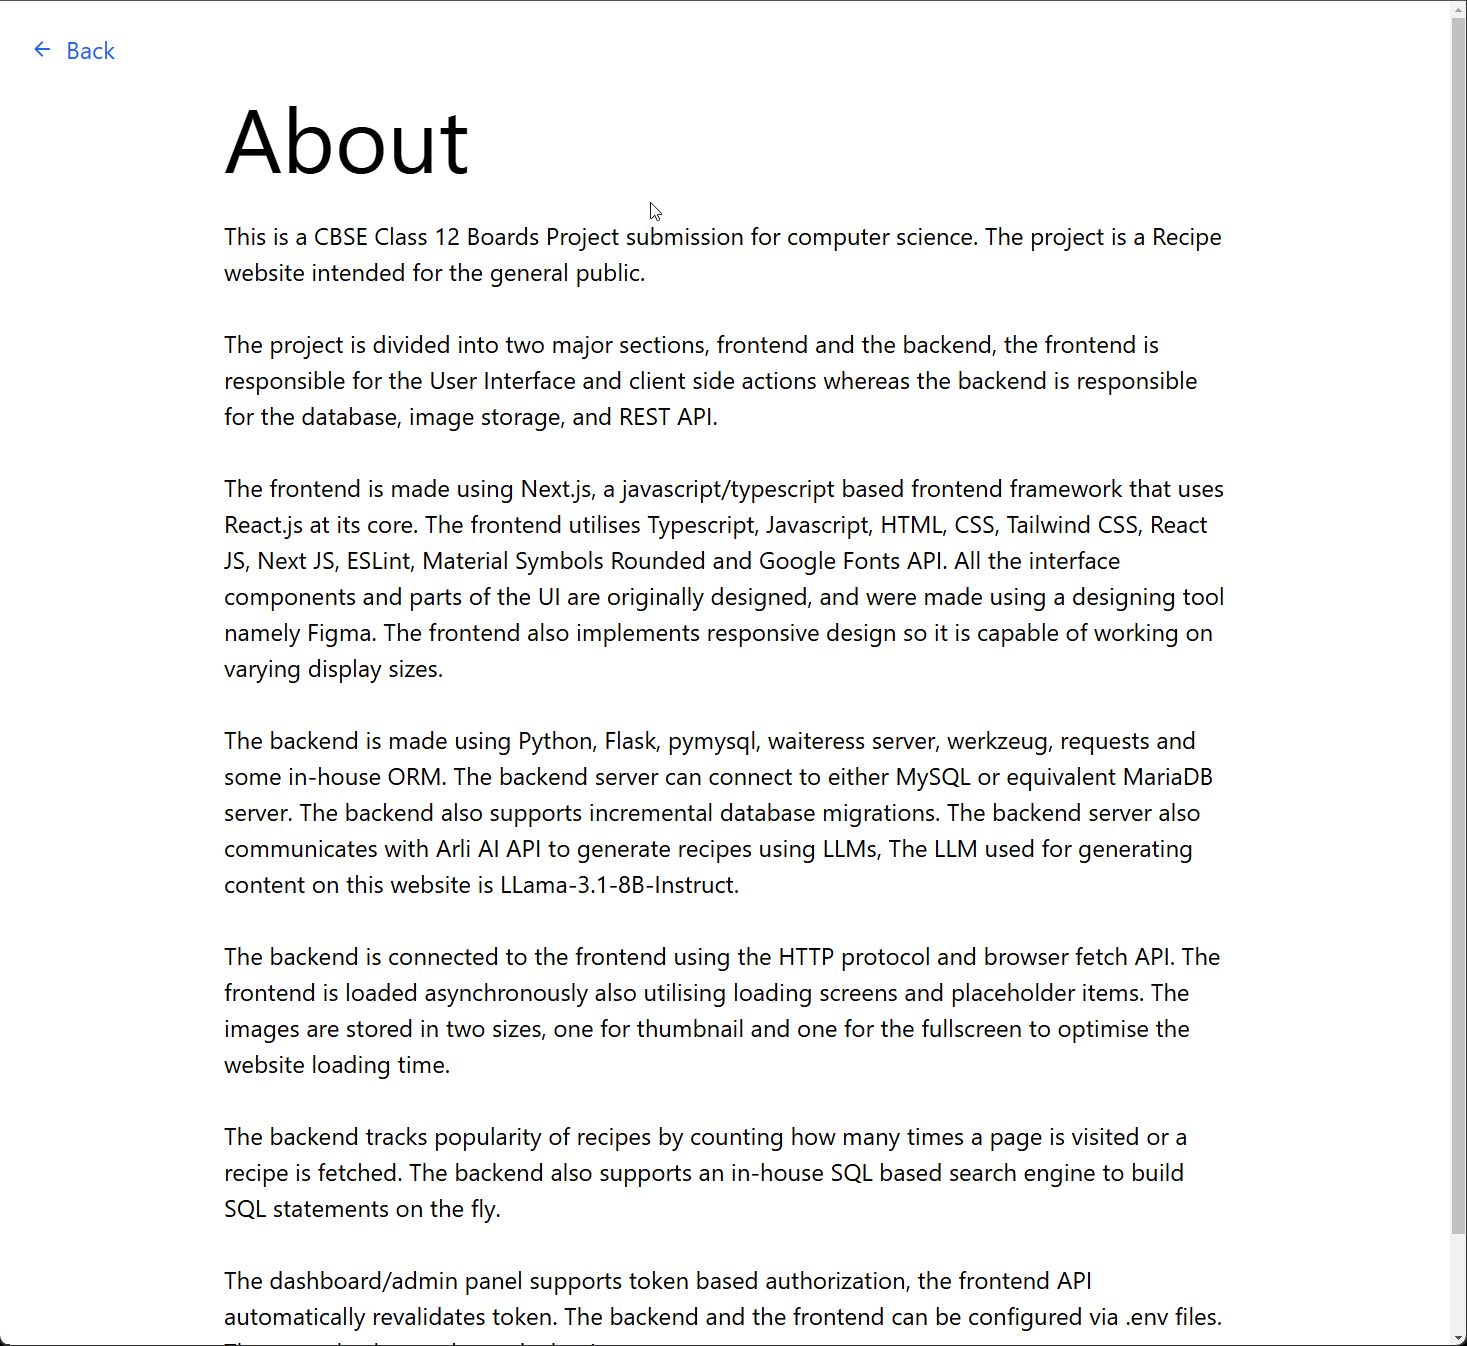 ← Back
About
This is a CBSE Class 12 Boards Project submission for computer science. The project is a Recipe
website intended for the general public.
The project is divided into two major sections, frontend and the backend, the frontend is
responsible for the User Interface and client side actions whereas the backend is responsible
for the database, image storage, and REST API.
The frontend is made using Next.js, a javascript/typescript based frontend framework that uses
React.js at its core. The frontend utilises Typescript, Javascript, HTML, CSS, Tailwind CSS, React
JS, Next JS, ESLint, Material Symbols Rounded and Google Fonts API. All the interface
components and parts of the UI are originally designed, and were made using a designing tool
namely Figma. The frontend also implements responsive design so it is capable of working on
varying display sizes.
The backend is made using Python, Flask, pymysql, waiteress server, werkzeug, requests and
some in-house ORM. The backend server can connect to either MySQL or equivalent MariaDB
server. The backend also supports incremental database migrations. The backend server also
communicates with Arli AI API to generate recipes using LLMs, The LLM used for generating
content on this website is LLama-3.1-8B-Instruct.
The backend is connected to the frontend using the HTTP protocol and browser fetch API. The
frontend is loaded asynchronously also utilising loading screens and placeholder items. The
images are stored in two sizes, one for thumbnail and one for the fullscreen to optimise the
website loading time.
The backend tracks popularity of recipes by counting how many times a page is visited or a
recipe is fetched. The backend also supports an in-house SQL based search engine to build
SQL statements on the fly.
The dashboard/admin panel supports token based authorization, the frontend API
automatically revalidates token. The backend and the frontend can be configured via .env files.